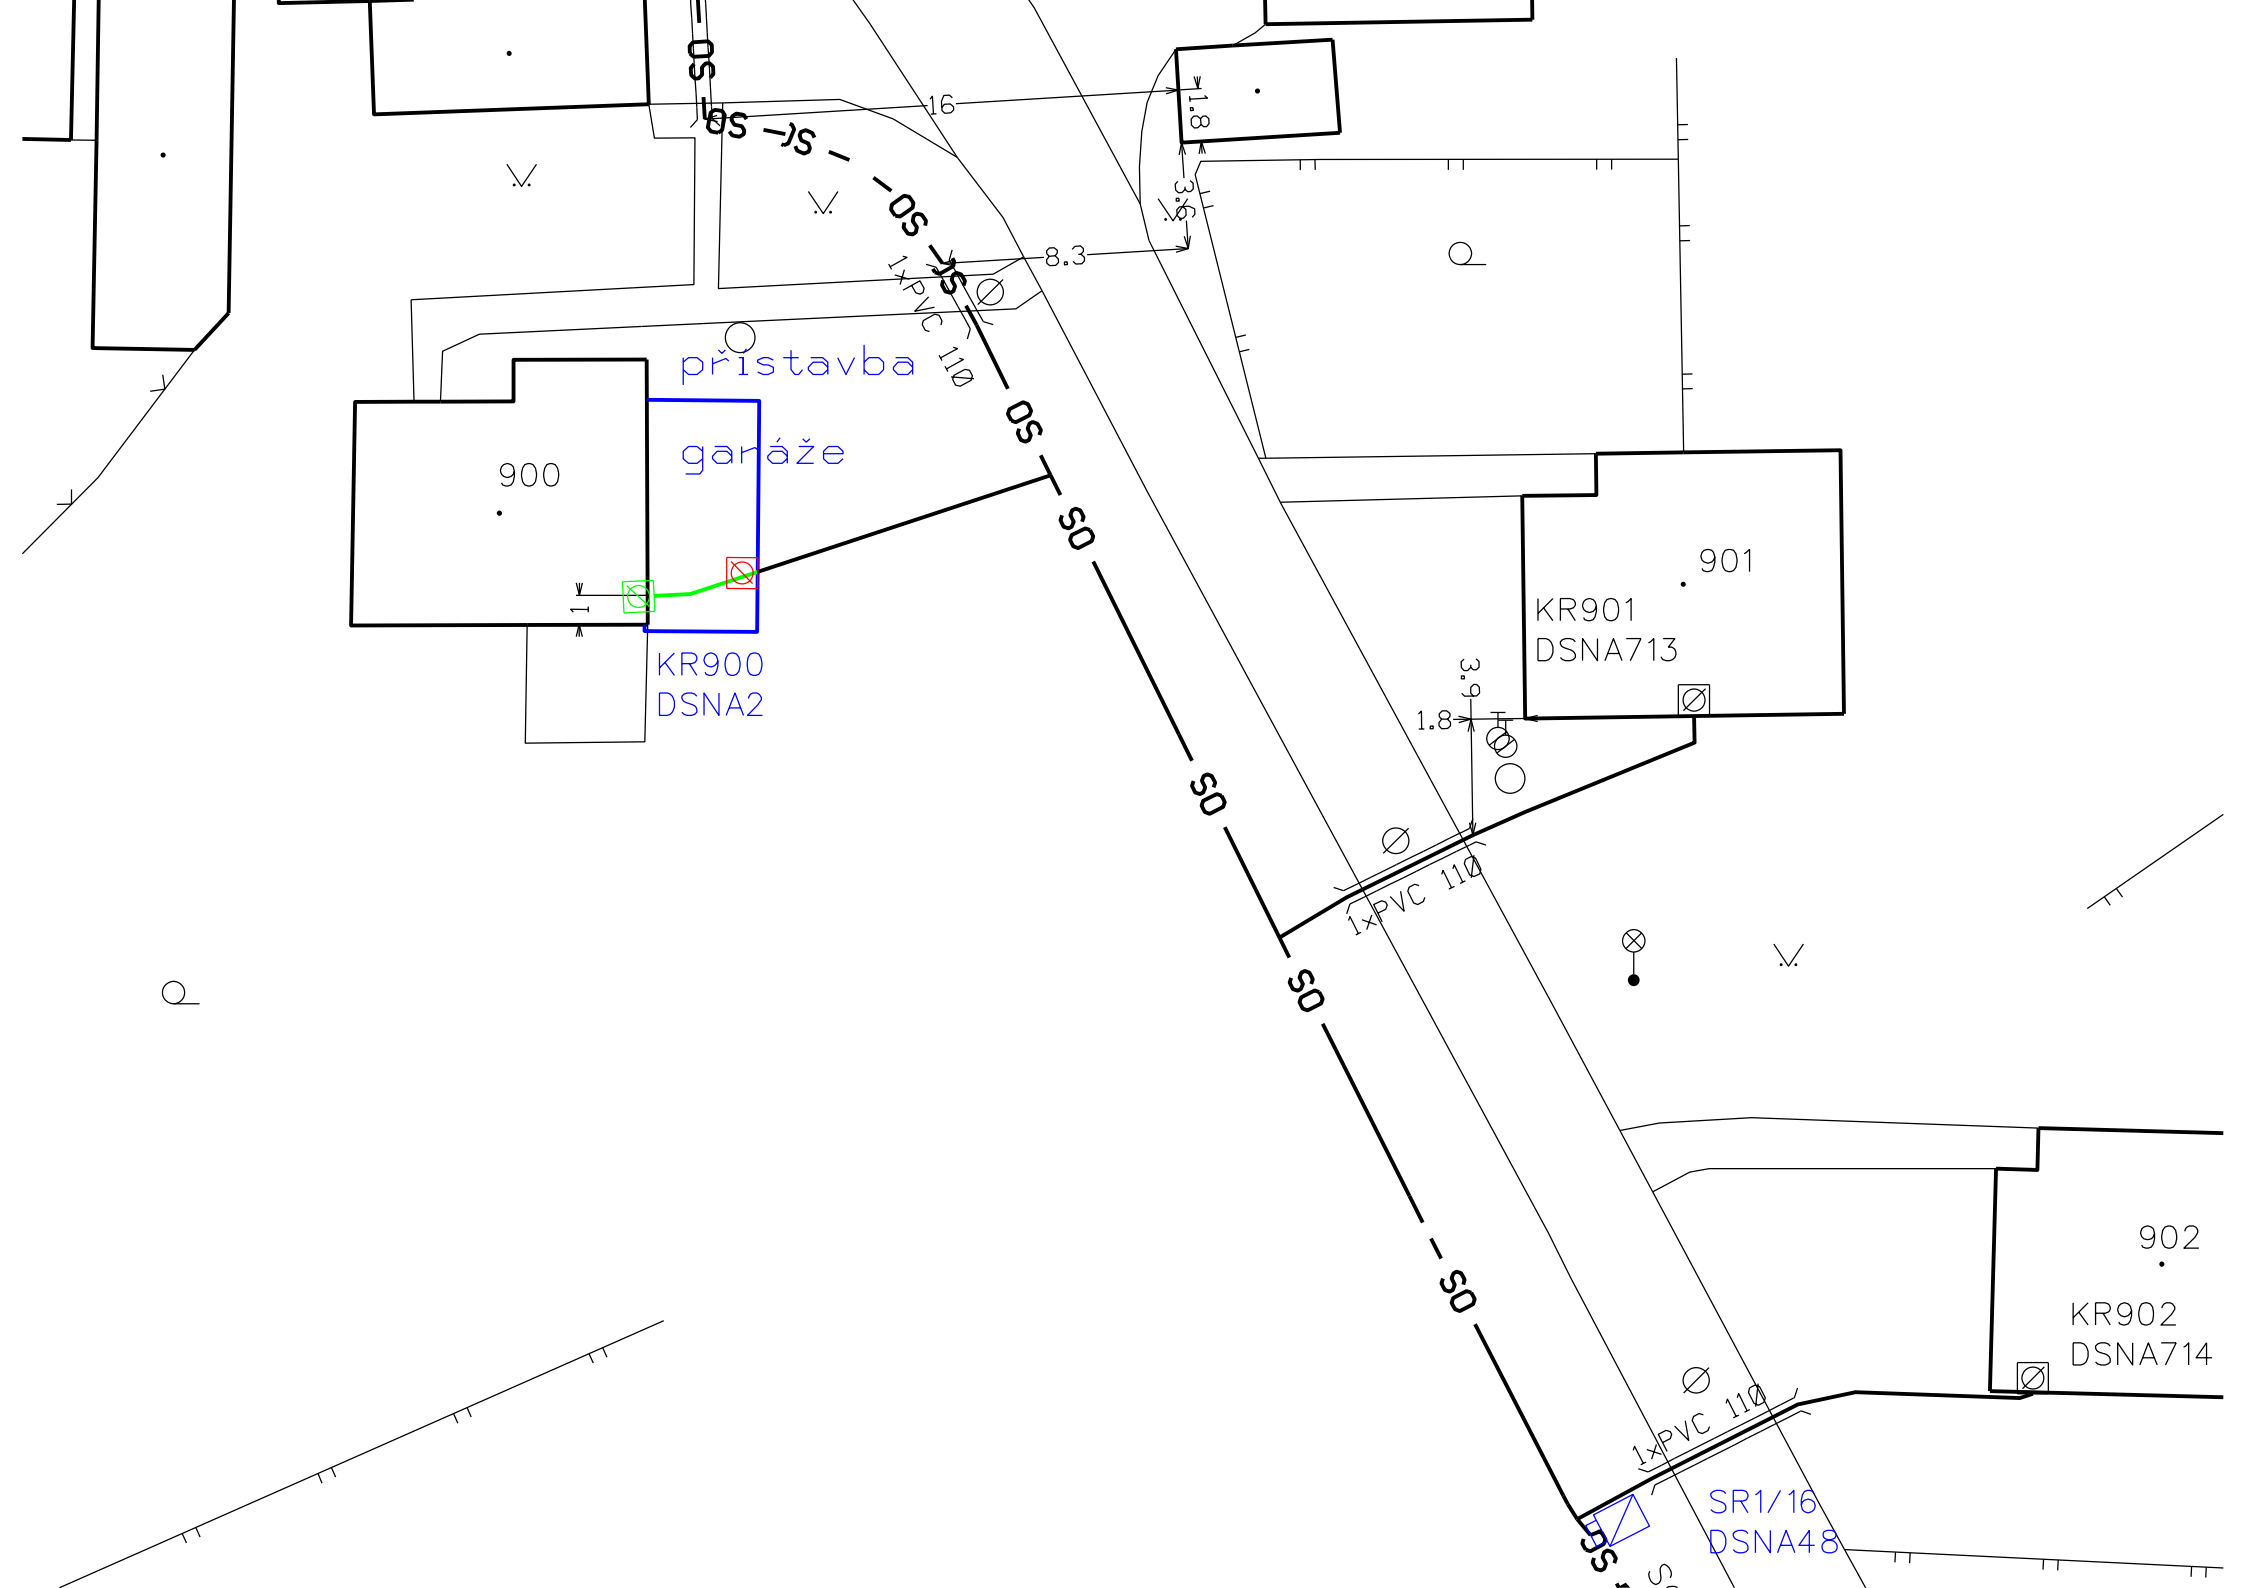 SO
SO
S
16
1.8
S
SO
3.6
8.3
S
1xPVC 110
přístavba
garáže
SO
900
SO
901
1
KR901
DSNA713
KR900
DSNA2
3.9
1.8
SO
1xPVC 110
SO
902
SO
KR902
DSNA714
1xPVC 110
SR1/16
DSNA48